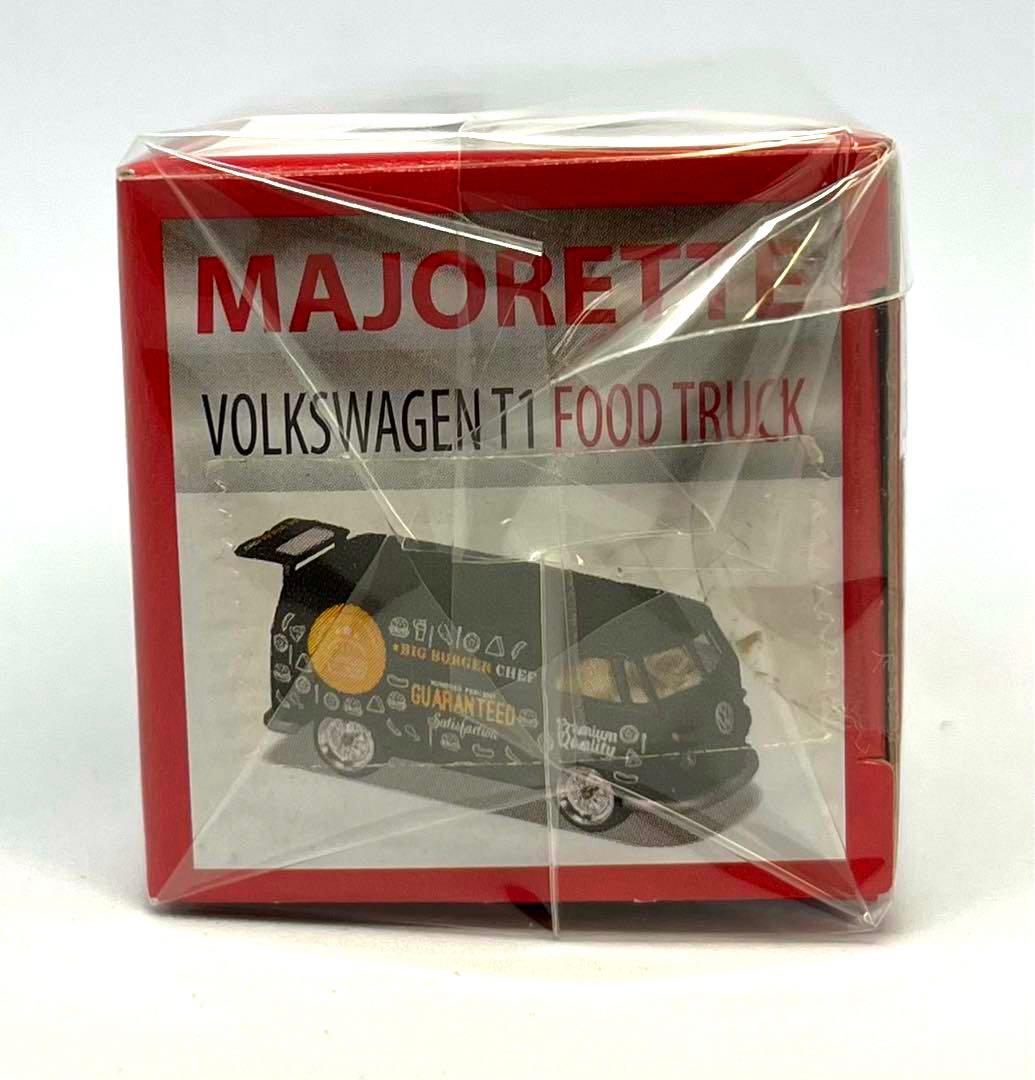 MAJORETTE
VOLKSWAGEN T1 FOOD TRUCK
BIG BURGER CHEF
GUARANTEED
Satisfaction
Premium
Quality